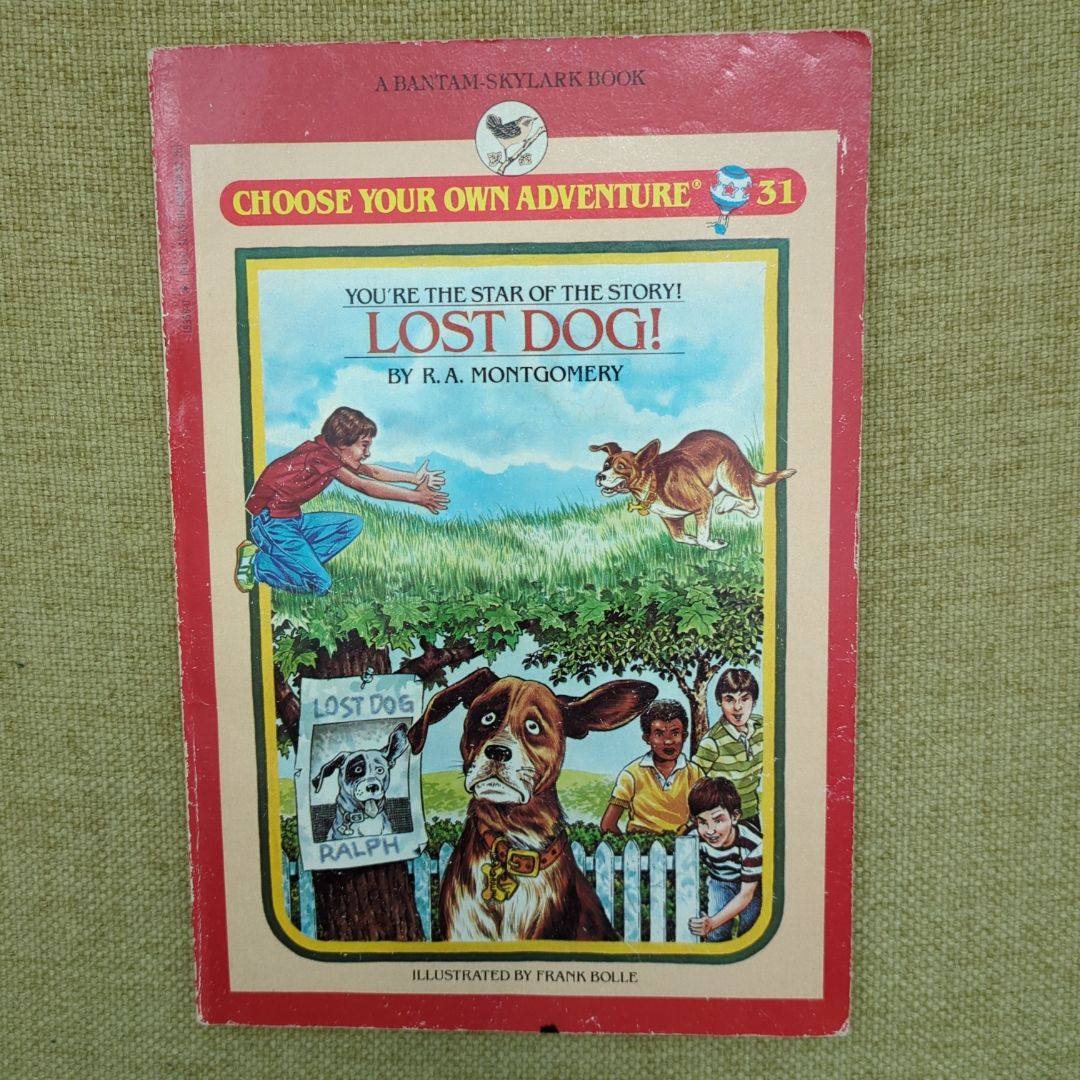 A BANTAM-SKYLARK BOOK
CHOOSE YOUR OWN ADVENTURE® 31
YOU'RE THE STAR OF THE STORY!
LOST DOG!
BY R. A. MONTGOMERY
LOST DOG
RALPH
ILLUSTRATED BY FRANK BOLLE